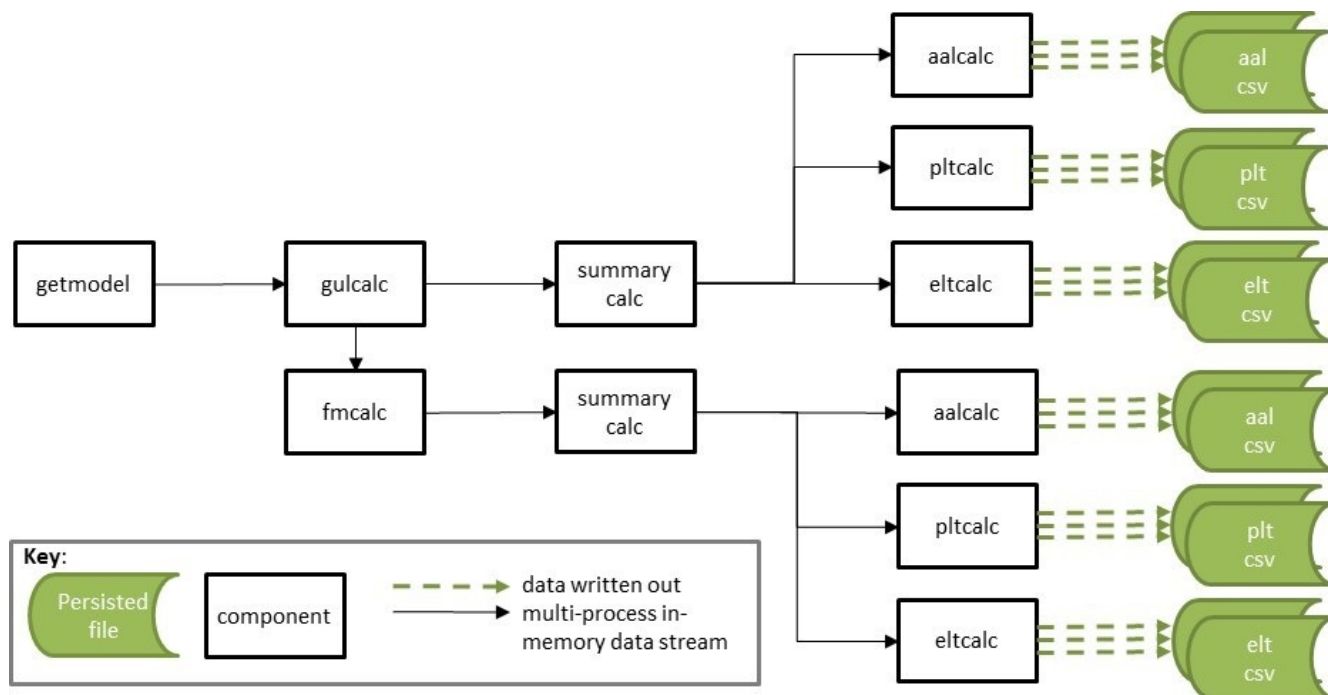 aalcalc
aal
csv
pltcalc
plt
csv
getmodel
gulcalc
summary
calc
eltcalc
elt
csv
fmcalc
summary
calc
aalcalc
aal
csv
pltcalc
plt
csv
eltcalc
elt
csv
Key:
Persisted
file
component
data written out
multi-process in-
memory data stream